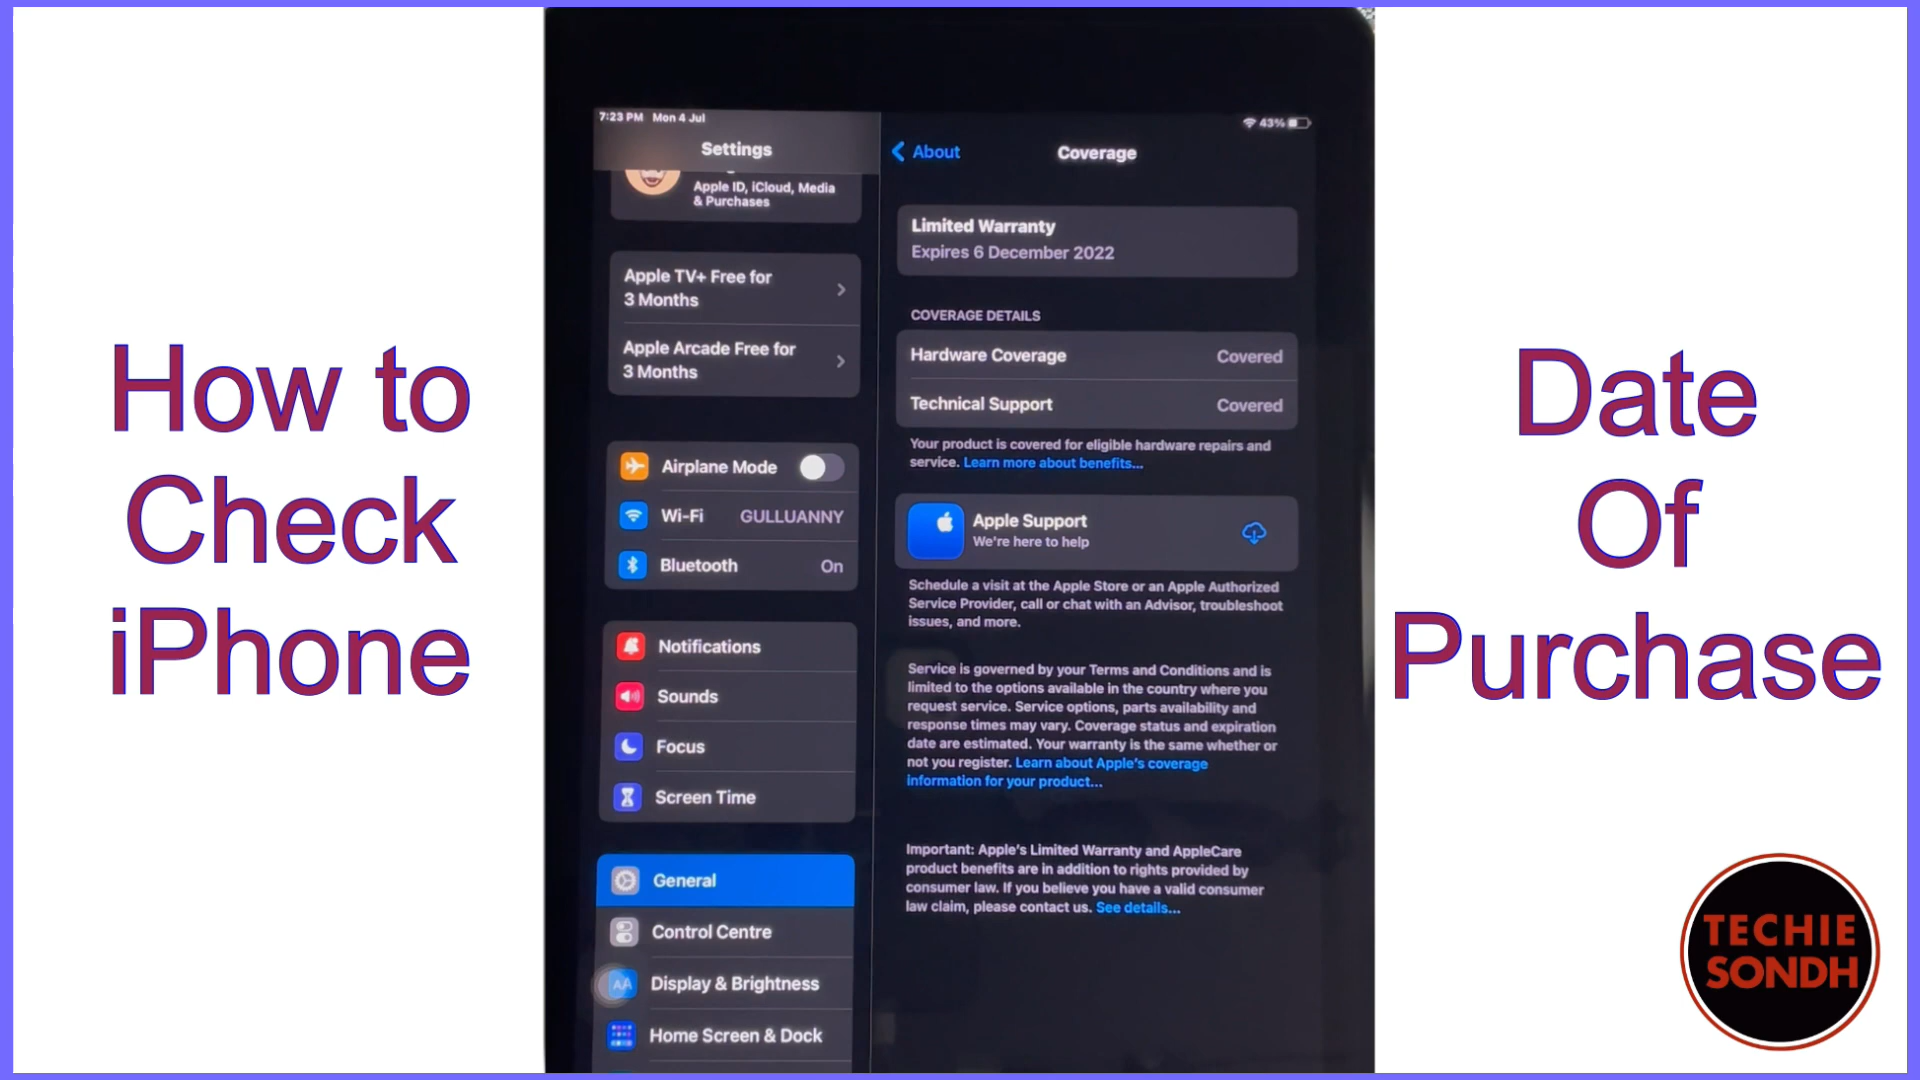 How to
Check
iPhone
7:23 PM Mon 4 Jul
Settings
Apple ID, iCloud, Media
& Purchases
Apple TV+ Free for
3 Months
Apple Arcade Free for
3 Months
Airplane Mode
Wi-Fi GULLUANNY
Bluetooth On
Notifications
Sounds
Focus
Screen Time
General
Control Centre
AA Display & Brightness
Home Screen & Dock
43%
About Coverage
Limited Warranty
Expires 6 December 2022
COVERAGE DETAILS
Hardware Coverage Covered
Technical Support Covered
Your product is covered for eligible hardware repairs and
service. Learn more about benefits...
Apple Support
We're here to help
Schedule a visit at the Apple Store or an Apple Authorized
Service Provider, call or chat with an Advisor, troubleshoot
issues, and more.
Service is governed by your Terms and Conditions and is
limited to the options available in the country where you
request service. Service options, parts availability and
response times may vary. Coverage status and expiration
date are estimated. Your warranty is the same whether or
not you register. Learn about Apple's coverage
information for your product...
Important: Apple's Limited Warranty and AppleCare
product benefits are in addition to rights provided by
consumer law. If you believe you have a valid consumer
law claim, please contact us. See details...
Date
Of
Purchase
TECHIE
SONDH